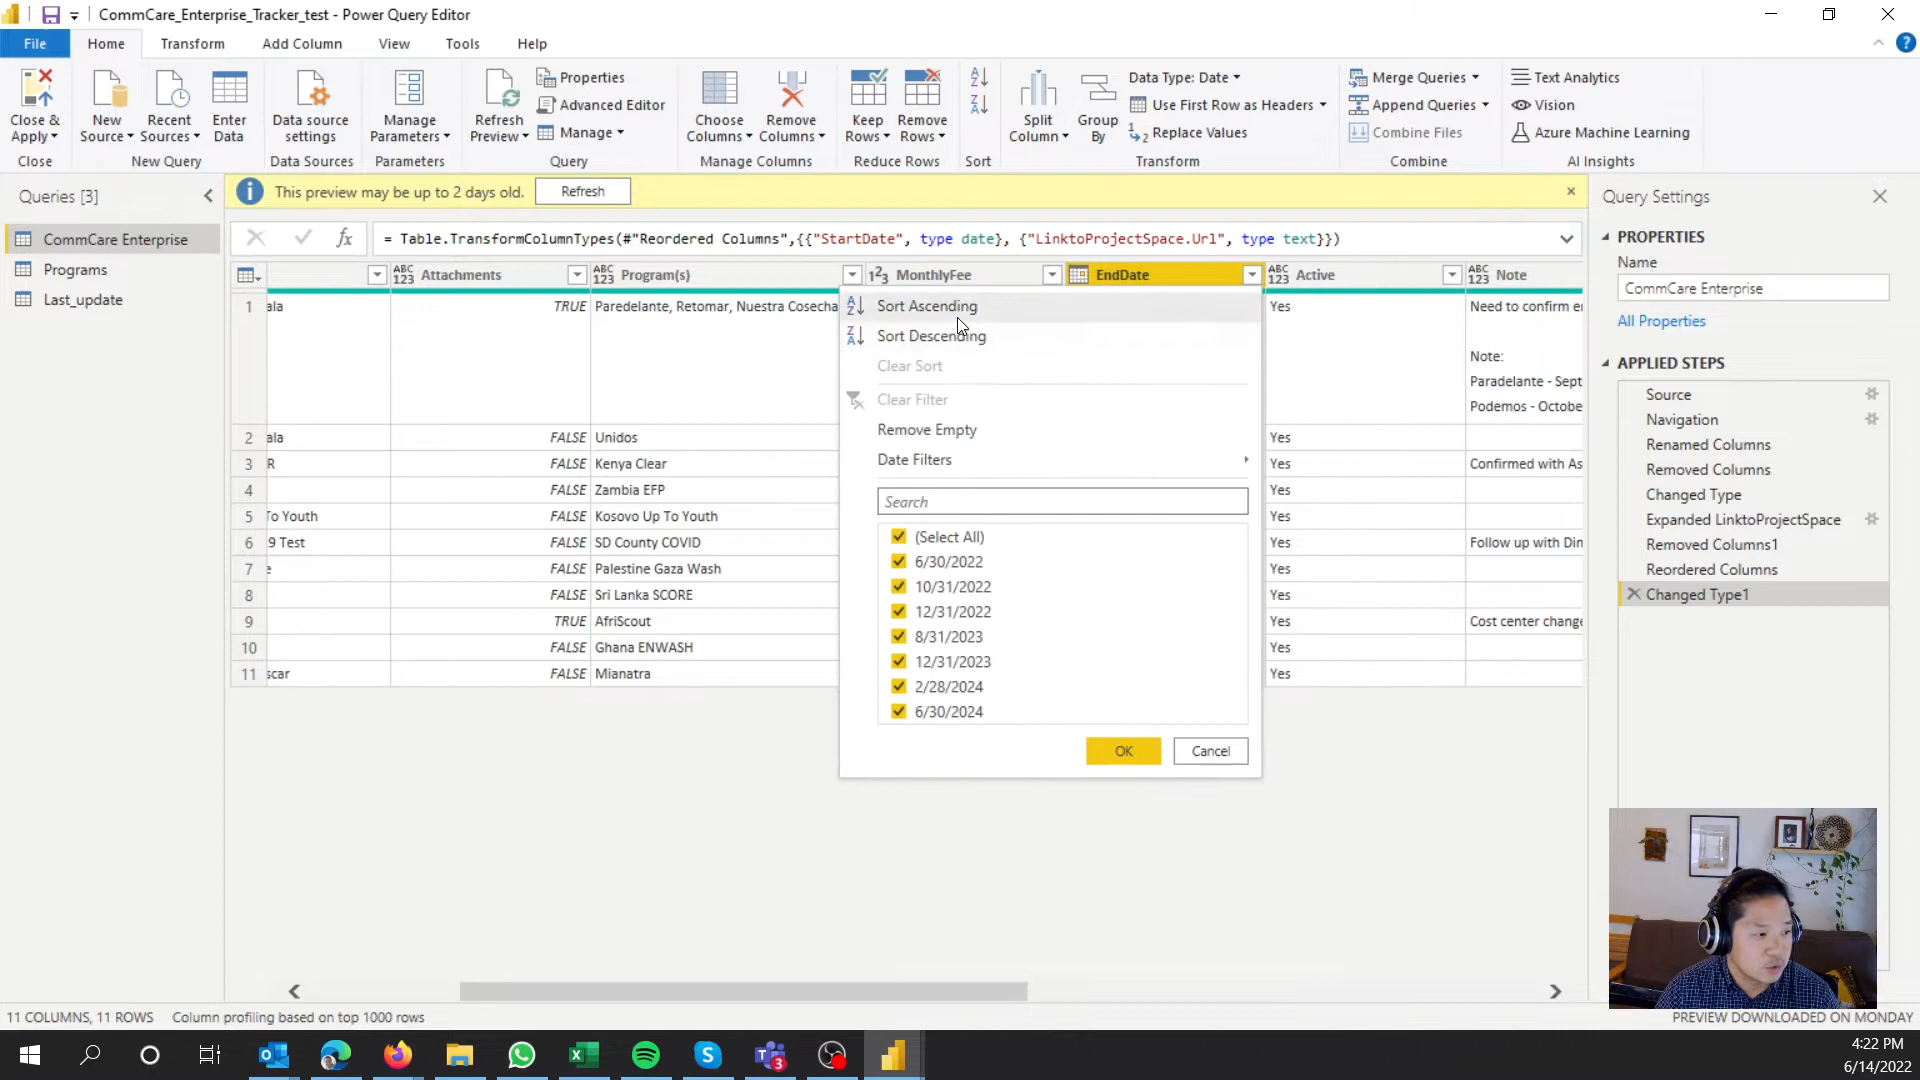 CommCare_Enterprise_Tracker_test - Power Query Editor
File Home Transform Add Column View Tools Help
Close & Apply
New Source
Recent Sources
Enter Data
Data source settings
Manage Parameters
Refresh Preview
Properties
Advanced Editor
Manage
Choose Columns
Remove Columns
Keep Rows
Remove Rows
Split Column
Group By
Data Type: Date
Use First Row as Headers
Replace Values
Merge Queries
Append Queries
Combine Files
Text Analytics
Vision
Azure Machine Learning
Close New Query Data Sources Parameters Query Manage Columns Reduce Rows Sort Transform Combine AI Insights
Queries [3]
CommCare Enterprise
Programs
Last_update
This preview may be up to 2 days old. Refresh
fx = Table.TransformColumnTypes(#"Reordered Columns",{{"StartDate", type date}, {"LinktoProjectSpace.Url", type text}})
ABC 123 Attachments ABC 123 Program(s) 123 MonthlyFee EndDate ABC 123 Active ABC 123 Note
1 ala TRUE Paredelante, Retomar, Nuestra Cosecha Yes Need to confirm er
Note:
Paradelante - Sept
Podemos - Octobe
2 ala FALSE Unidos Yes
3 R FALSE Kenya Clear Yes Confirmed with As
4 FALSE Zambia EFP Yes
5 To Youth FALSE Kosovo Up To Youth Yes
6 9 Test FALSE SD County COVID Yes Follow up with Din
7 e FALSE Palestine Gaza Wash Yes
8 FALSE Sri Lanka SCORE Yes
9 TRUE AfriScout Yes Cost center change
10 FALSE Ghana ENWASH Yes
11 scar FALSE Mianatra Yes
Sort Ascending
Sort Descending
Clear Sort
Clear Filter
Remove Empty
Date Filters
Search
(Select All)
6/30/2022
10/31/2022
12/31/2022
8/31/2023
12/31/2023
2/28/2024
6/30/2024
OK Cancel
Query Settings
PROPERTIES
Name
CommCare Enterprise
All Properties
APPLIED STEPS
Source
Navigation
Renamed Columns
Removed Columns
Changed Type
Expanded LinktoProjectSpace
Removed Columns1
Reordered Columns
Changed Type1
11 COLUMNS, 11 ROWS Column profiling based on top 1000 rows
PREVIEW DOWNLOADED ON MONDAY
3
4:22 PM
6/14/2022